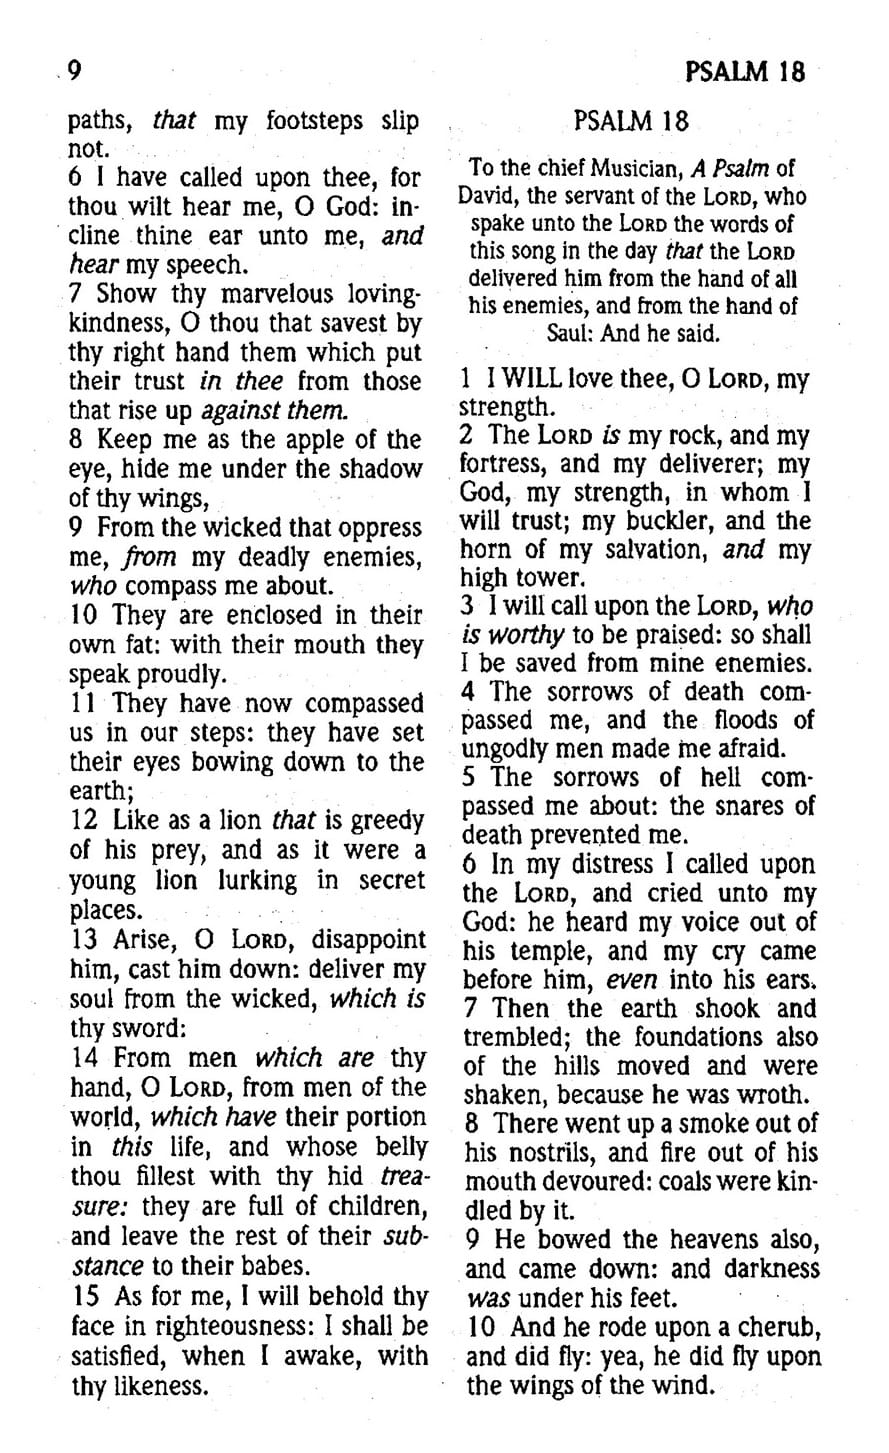 9
PSALM 18
paths, that my footsteps slip
not.
6 I have called upon thee, for
thou wilt hear me, O God: in-
cline thine ear unto me, and
hear my speech.
7 Show thy marvelous loving-
kindness, O thou that savest by
thy right hand them which put
their trust in thee from those
that rise up against them.
8 Keep me as the apple of the
eye, hide me under the shadow
of thy wings,
9 From the wicked that oppress
me, from my deadly enemies,
who compass me about.
10 They are enclosed in their
own fat: with their mouth they
speak proudly.
11 They have now compassed
us in our steps: they have set
their eyes bowing down to the
earth;
12 Like as a lion that is greedy
of his prey, and as it were a
young lion lurking in secret
places.
13 Arise, O LORD, disappoint
him, cast him down: deliver my
soul from the wicked, which is
thy sword:
14 From men which are thy
hand, O LORD, from men of the
world, which have their portion
in this life, and whose belly
thou fillest with thy hid trea-
sure: they are full of children,
and leave the rest of their sub-
stance to their babes.
15 As for me, I will behold thy
face in righteousness: I shall be
satisfied, when I awake, with
thy likeness.
PSALM 18
To the chief Musician, A Psalm of
David, the servant of the LORD, who
spake unto the LORD the words of
this song in the day that the LORD
delivered him from the hand of all
his enemies, and from the hand of
Saul: And he said.
1 I WILL love thee, O LORD, my
strength.
2 The LORD is my rock, and my
fortress, and my deliverer; my
God, my strength, in whom I
will trust; my buckler, and the
horn of my salvation, and my
high tower.
3 I will call upon the LORD, who
is worthy to be praised: so shall
I be saved from mine enemies.
4 The sorrows of death com-
passed me, and the floods of
ungodly men made me afraid.
5 The sorrows of hell com-
passed me about: the snares of
death prevented me.
6 In my distress I called upon
the LORD, and cried unto my
God: he heard my voice out of
his temple, and my cry came
before him, even into his ears.
7 Then the earth shook and
trembled; the foundations also
of the hills moved and were
shaken, because he was wroth.
8 There went up a smoke out of
his nostrils, and fire out of his
mouth devoured: coals were kin-
dled by it.
9 He bowed the heavens also,
and came down: and darkness
was under his feet.
10 And he rode upon a cherub,
and did fly: yea, he did fly upon
the wings of the wind.